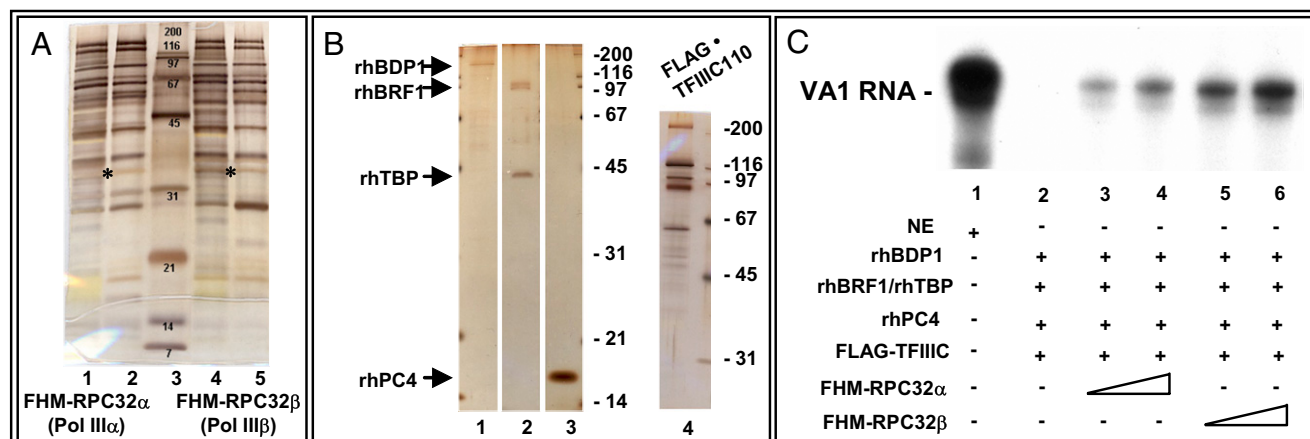 A
200
116
97
67
45
*
*
31
21
14
7
1 2 3 4 5
FHM-RPC32α FHM-RPC32β
(Pol IIIα) (Pol IIIβ)
B
rhBDP1
rhBRF1
rhTBP
rhPC4
- 200
- 116
- 97
- 67
- 45
- 31
- 21
- 14
1 2 3
FLAG •
TFIIIC110
-200
-116
- 97
- 67
- 45
- 31
4
C
VA1 RNA -
1 2 3 4 5 6
NE + - - - - -
rhBDP1 - + + + + +
rhBRF1/rhTBP - + + + + +
rhPC4 - + + + + +
FLAG-TFIIIC - + + + + +
FHM-RPC32α - - - -
FHM-RPC32β - - - -